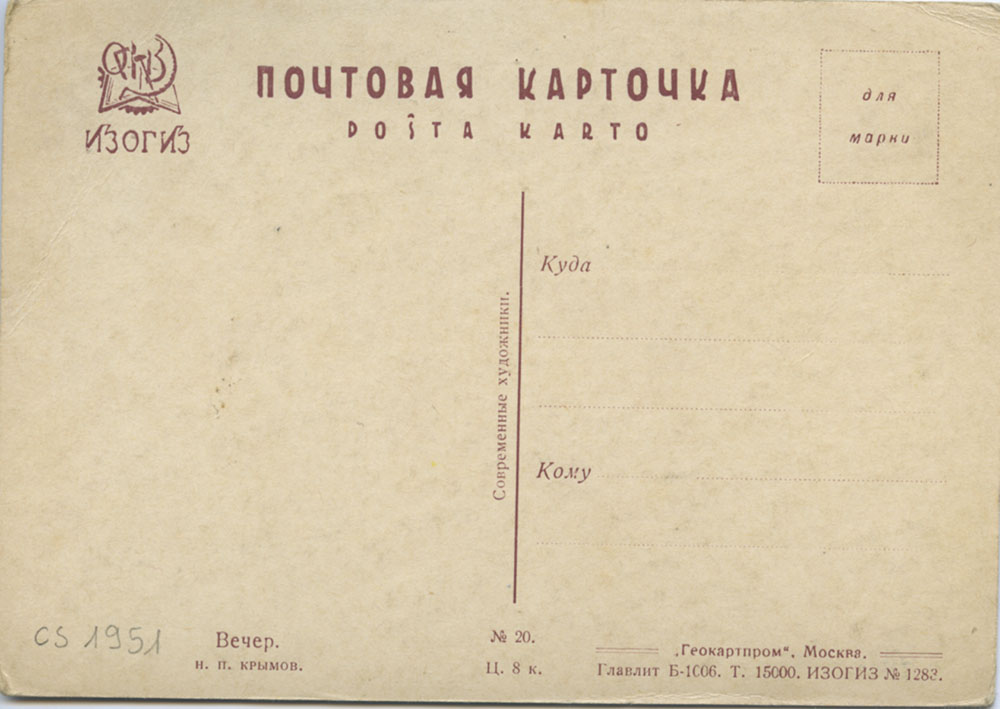 ИЗОГИЗ
ПОЧТОВАЯ КАРТОЧКА
POŜTA KARTO
для
марки
Современные художники.
Куда
Кому
CS 1951
Вечер.
Н. П. КРЫМОВ.
№ 20.
Ц. 8 к.
„Геокартпром“. Москва.
Главлит Б-1006. Т. 15000. ИЗОГИЗ № 1283.